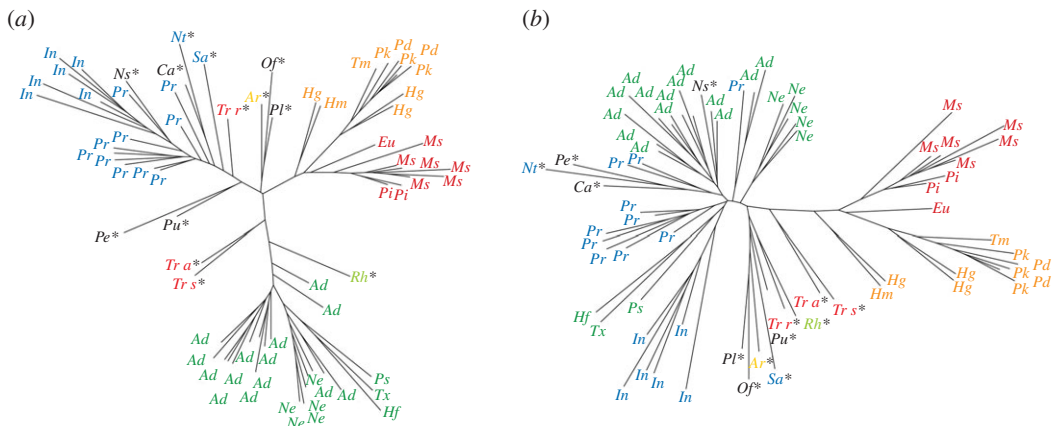 (a)
(b)
Nt*
In
In
In
In
In
In
Ns*
Ca*
Sa*
Of*
Tm
Pk
Pd
Pk
Pd
Pk
Pr
Pr
Pr
Tr r*
Ar*
Pl*
Hg
Hm
Hg
Hg
Pr
Pr
Pr
Pr
Pr
Pr
Pr
Eu
Ms
Ms
Ms
Ms
Ms
Ms
Pi
Pi
Pe*
Pu*
Tr a*
Tr s*
Rh*
Ad
Ad
Ad
Ad
Ad
Ad
Ad
Ad
Ad
Ad
Ad
Ad
Ad
Ne
Ad
Ad
Ne
Ne
Ne
Ps
Tx
Hf
Ad
Ad
Ad
Ad
Ad
Ns*
Ad
Pr
Ad
Ad
Ad
Ad
Ad
Ad
Ne
Ne
Ne
Ne
Ms
Ms
Ms
Ms
Ms
Ms
Pi
Pi
Eu
Nt*
Pe*
Ca*
Pr
Pr
Pr
Pr
Pr
Pr
Pr
Pr
Pr
Tm
Pk
Pd
Pk
Pd
Pk
Hg
Hg
Hg
Hm
Hf
Tx
Ps
In
In
In
In
In
In
Tr a*
Tr s*
Tr r*
Rh*
Pu*
Pl*
Ar*
Of*
Sa*